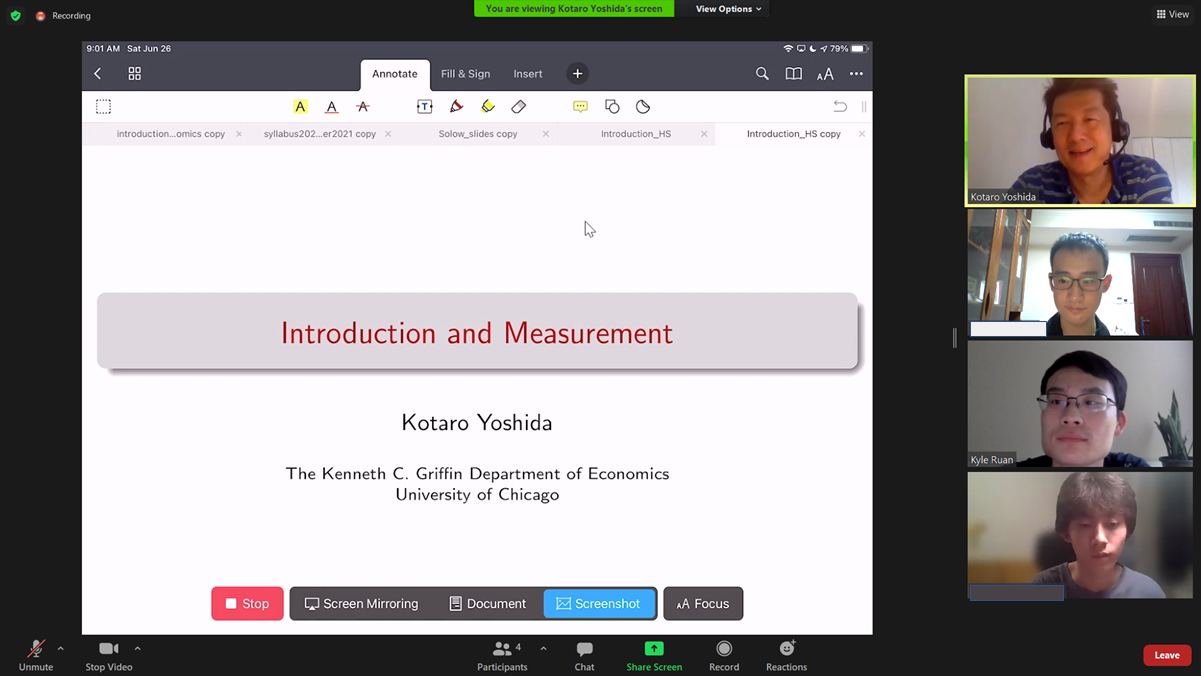 Recording
You are viewing Kotaro Yoshida's screen
View Options
View
9:01 AM Sat Jun 26
79%
Annotate
Fill & Sign
Insert
AA
A A A
T
introduction...omics copy
syllabus202...er2021 copy
Solow_slides copy
Introduction_HS
Introduction_HS copy
Introduction and Measurement
Kotaro Yoshida
The Kenneth C. Griffin Department of Economics
University of Chicago
Stop
Screen Mirroring
Document
Screenshot
AA Focus
Kotaro Yoshida
Kyle Ruan
Unmute
Stop Video
Participants 4
Chat
Share Screen
Record
Reactions
Leave